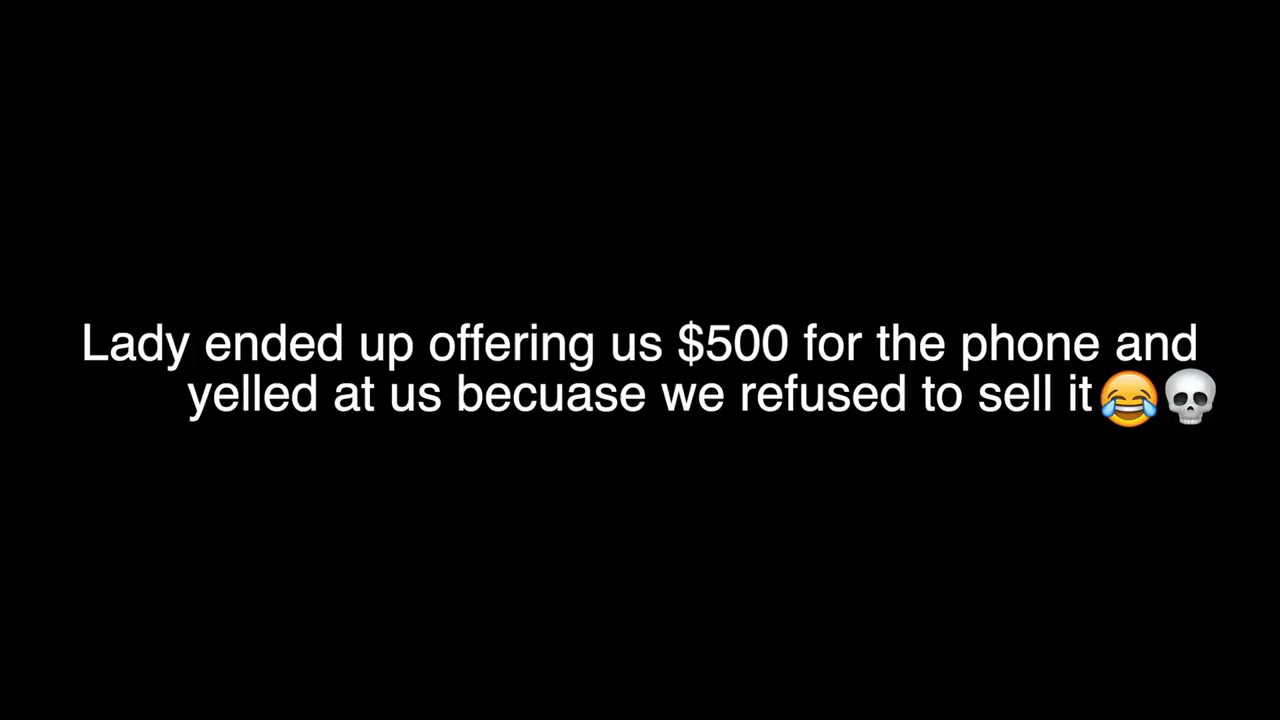 Lady ended up offering us $500 for the phone and
yelled at us becuase we refused to sell it😂💀